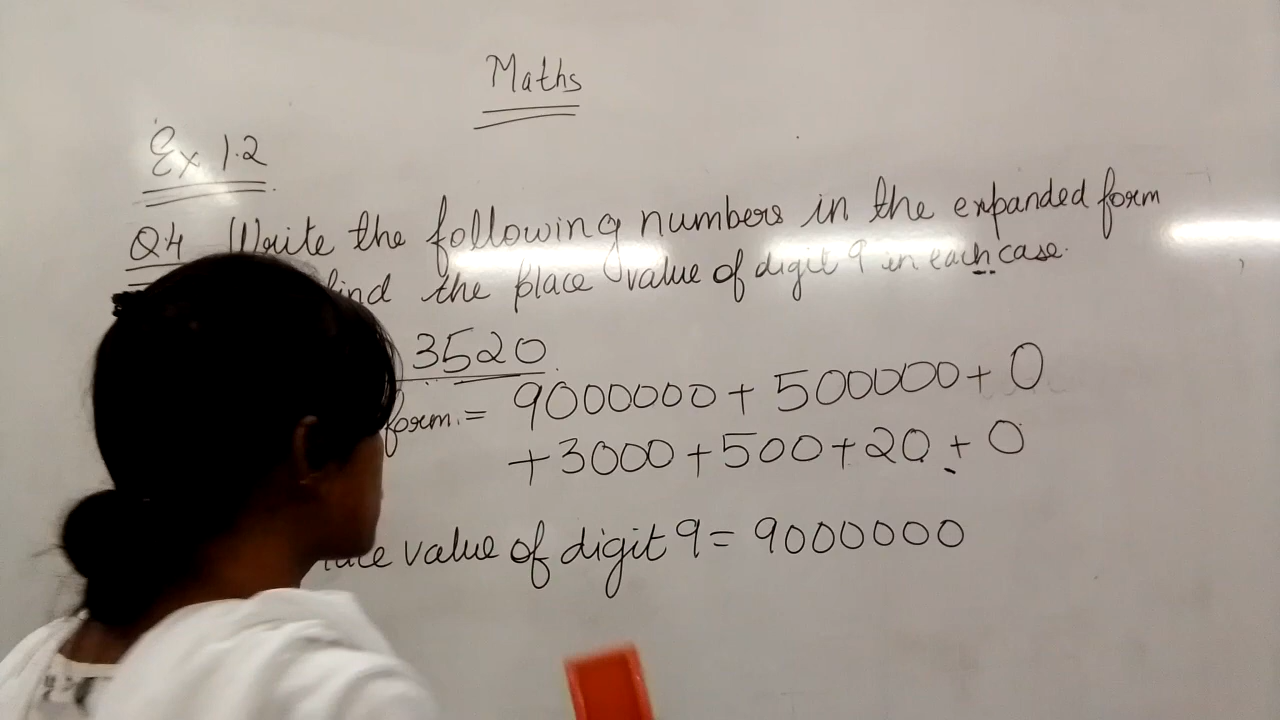 Maths
Ex 1.2
Q4 Write the following numbers in the expanded form
find the place value of digit 9 in each case.
3520
form. = 9000000 + 500000 + 0
+ 3000 + 500 + 20 + 0
value of digit 9 = 9000000